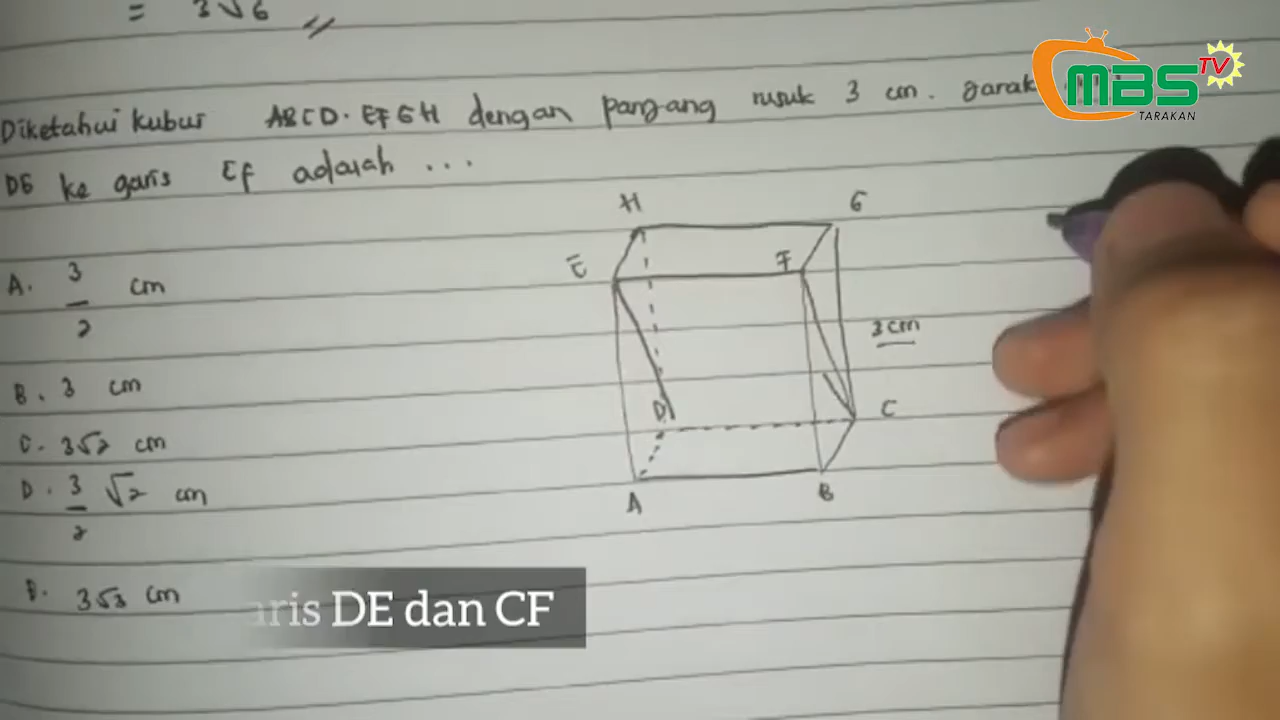 = 3√6
MBS TV
TARAKAN
Diketahui kubus ABCD.EFGH dengan panjang rusuk 3 cm. Jarak
DE ke garis CF adalah ...
H G
E F
A. 3/2 cm
3 cm
B. 3 cm
D C
C. 3√2 cm
D. 3/2 √2 cm
A B
E. 3√3 cm
aris DE dan CF